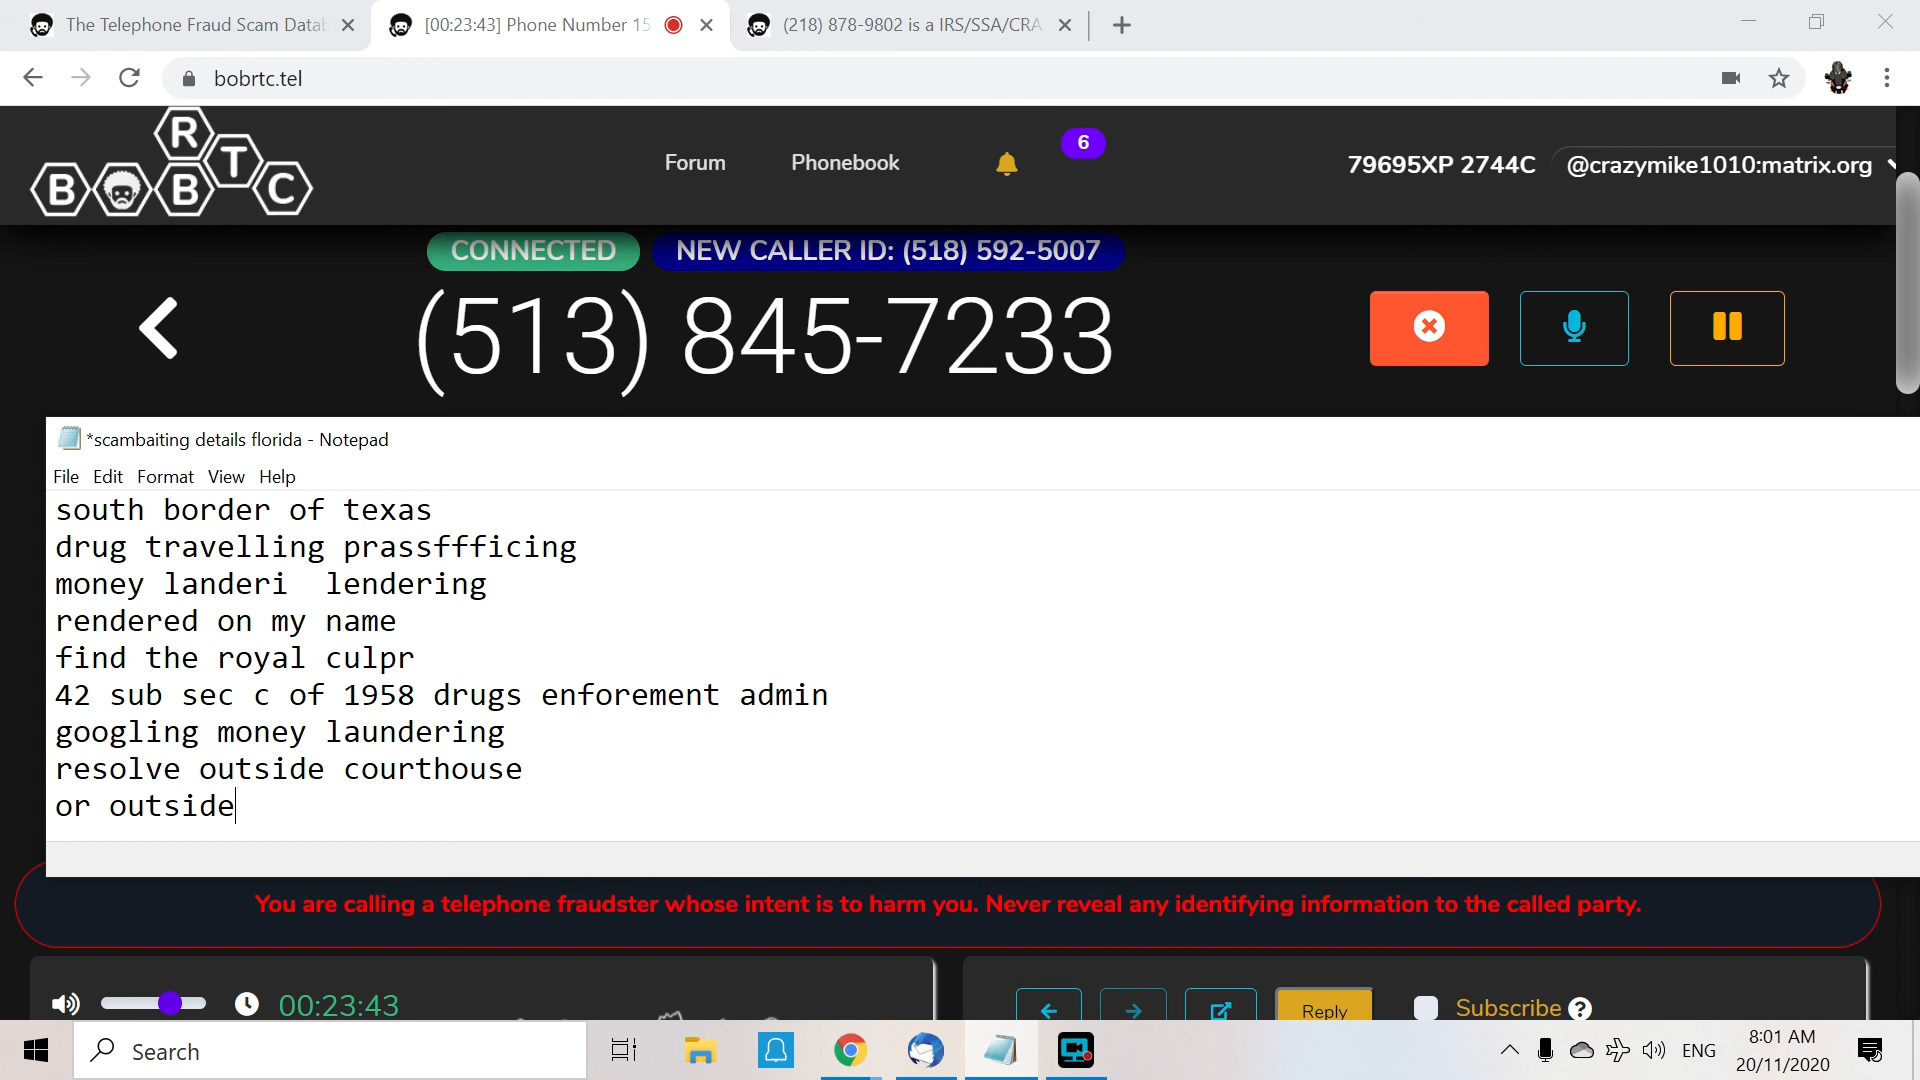 The Telephone Fraud Scam Datab
[00:23:43] Phone Number 15
(218) 878-9802 is a IRS/SSA/CRA
bobrtc.tel
R
T
B B C
Forum
Phonebook
6
79695XP 2744C
@crazymike1010:matrix.org
CONNECTED
NEW CALLER ID: (518) 592-5007
(513) 845-7233
*scambaiting details florida - Notepad
File Edit Format View Help
south border of texas
drug travelling prassffficing
money landeri  lendering
rendered on my name
find the royal culpr
42 sub sec c of 1958 drugs enforement admin
googling money laundering
resolve outside courthouse
or outside
You are calling a telephone fraudster whose intent is to harm you. Never reveal any identifying information to the called party.
00:23:43
Reply
Subscribe ?
Search
ENG
8:01 AM
20/11/2020